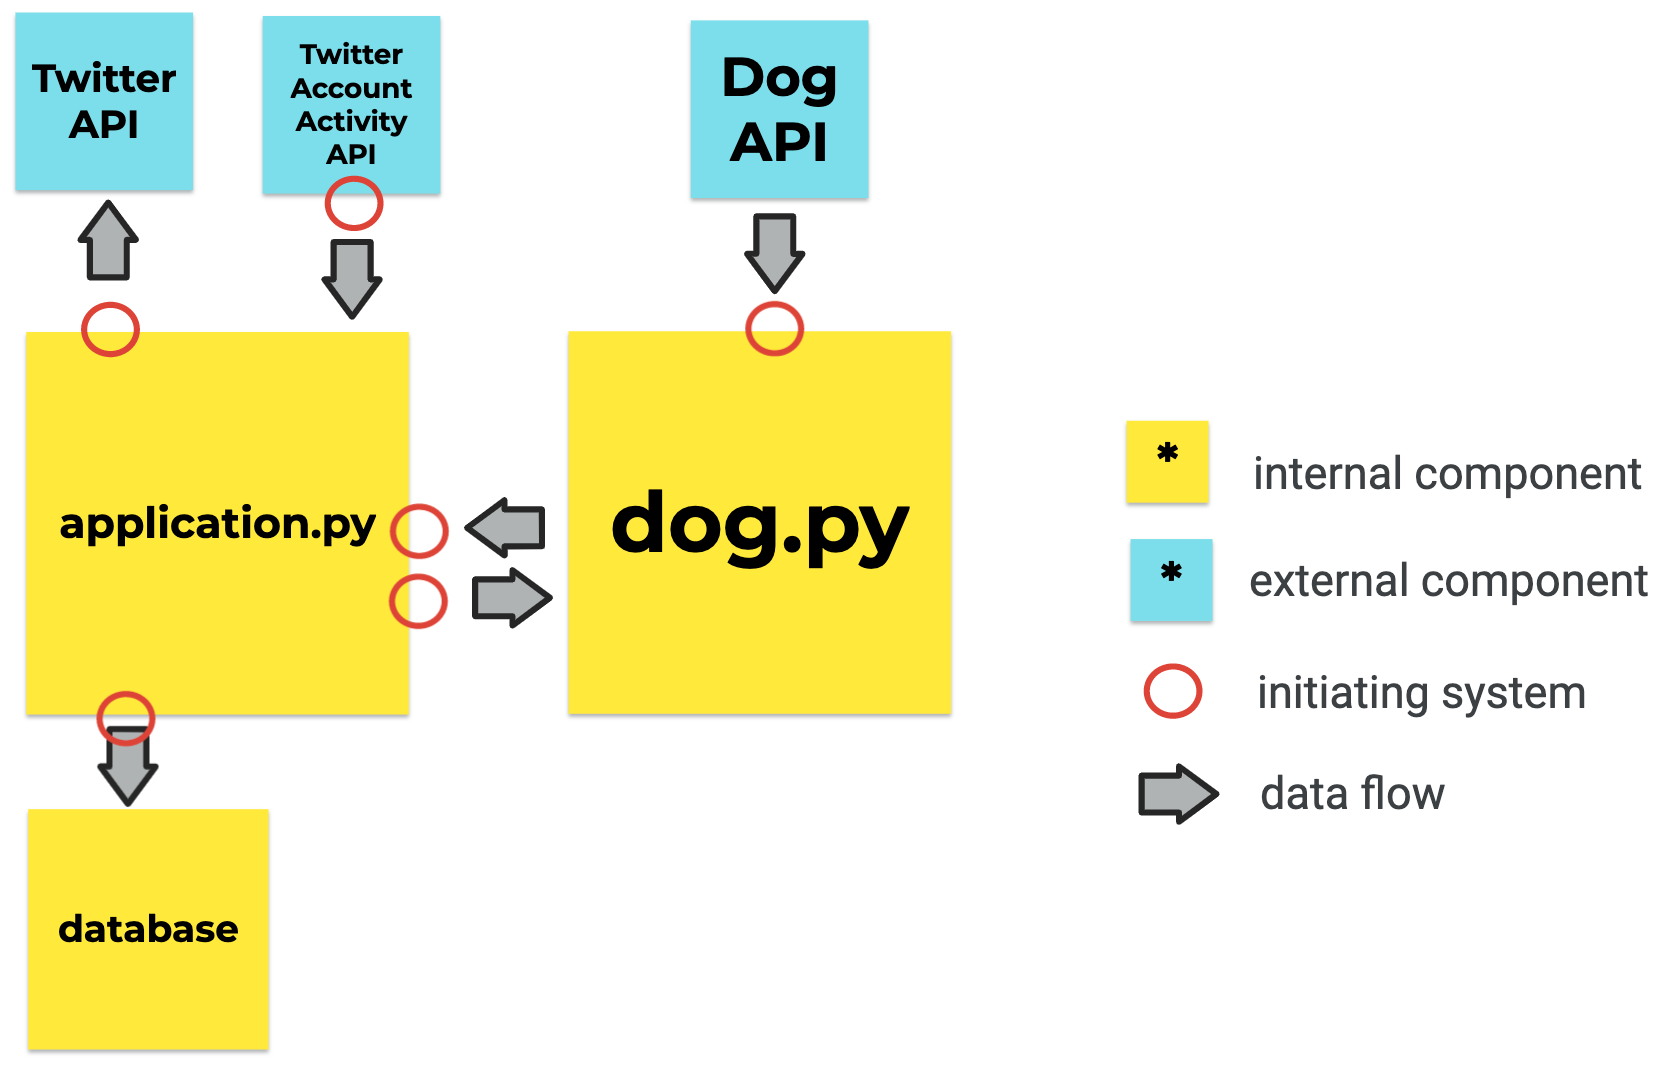 Twitter
API
Twitter
Account
Activity
API
Dog
API
application.py
dog.py
database
* internal component
* external component
initiating system
data flow